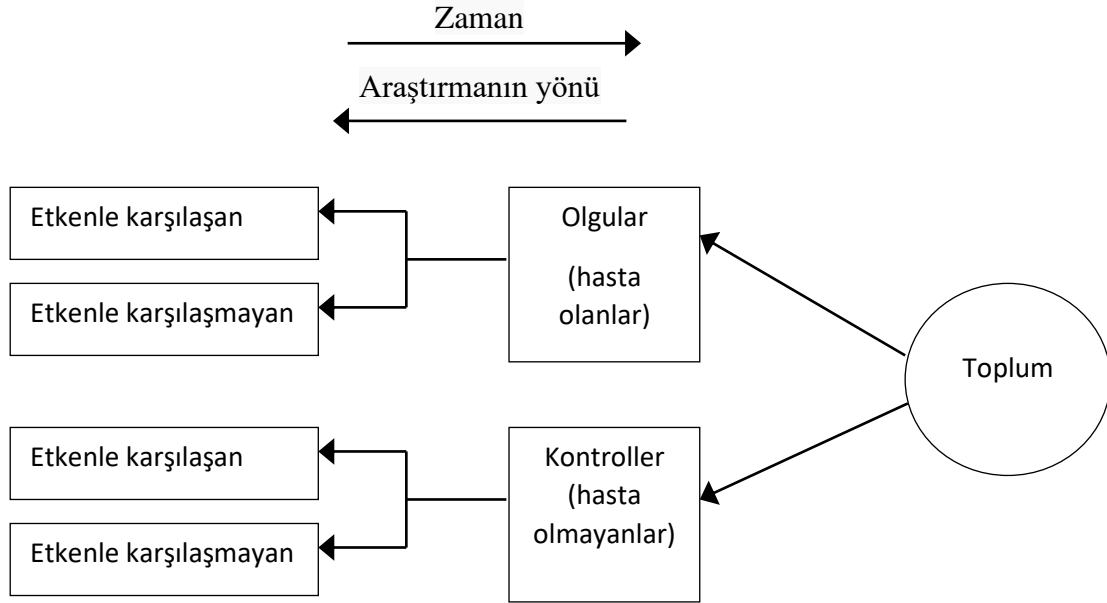 Zaman
Araştırmanın yönü
Etkenle karşılaşan
Etkenle karşılaşmayan
Olgular
(hasta
olanlar)
Toplum
Etkenle karşılaşan
Etkenle karşılaşmayan
Kontroller
(hasta
olmayanlar)